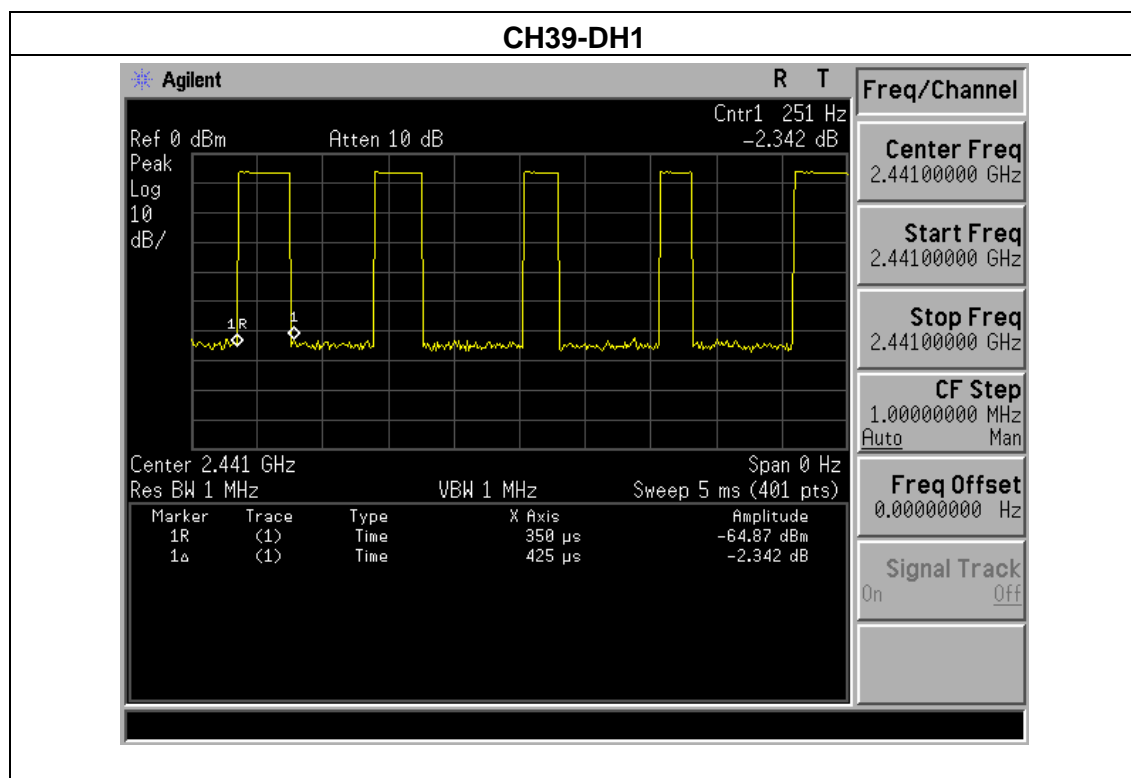 CH39-DH1
Agilent
R T
Cntr1 251 Hz
Ref 0 dBm Atten 10 dB -2.342 dB
Peak
Log
10
dB/
1R
1
Center 2.441 GHz Span 0 Hz
Res BW 1 MHz VBW 1 MHz Sweep 5 ms (401 pts)
Marker Trace Type X Axis Amplitude
1R (1) Time 350 µs -64.87 dBm
1Δ (1) Time 425 µs -2.342 dB
Freq/Channel
Center Freq
2.44100000 GHz
Start Freq
2.44100000 GHz
Stop Freq
2.44100000 GHz
CF Step
1.00000000 MHz
Auto Man
Freq Offset
0.00000000 Hz
Signal Track
On Off